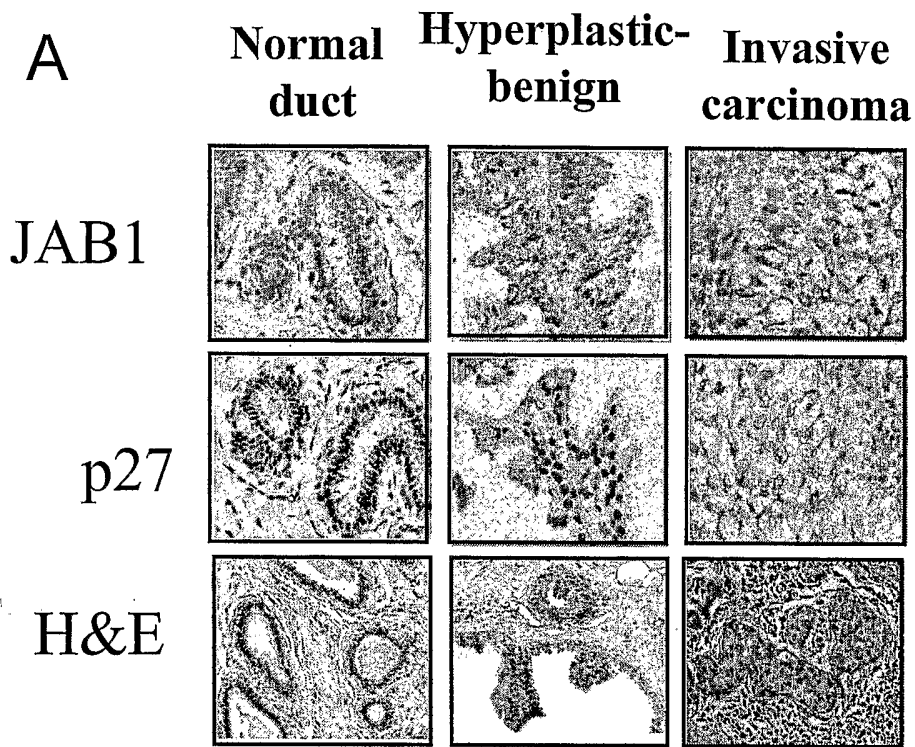 A
Normal
duct
Hyperplastic-
benign
Invasive
carcinoma
JAB1
p27
H&E